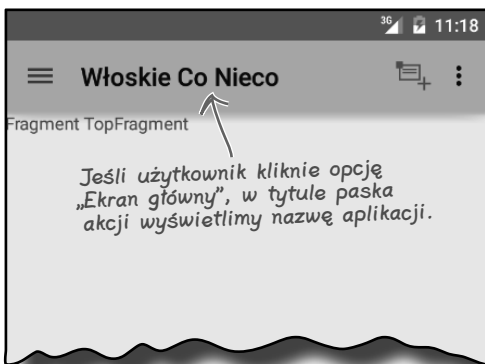 3G 11:18
Włoskie Co Nieco
Fragment TopFragment
Jeśli użytkownik kliknie opcję
„Ekran główny”, w tytule paska
akcji wyświetlimy nazwę aplikacji.